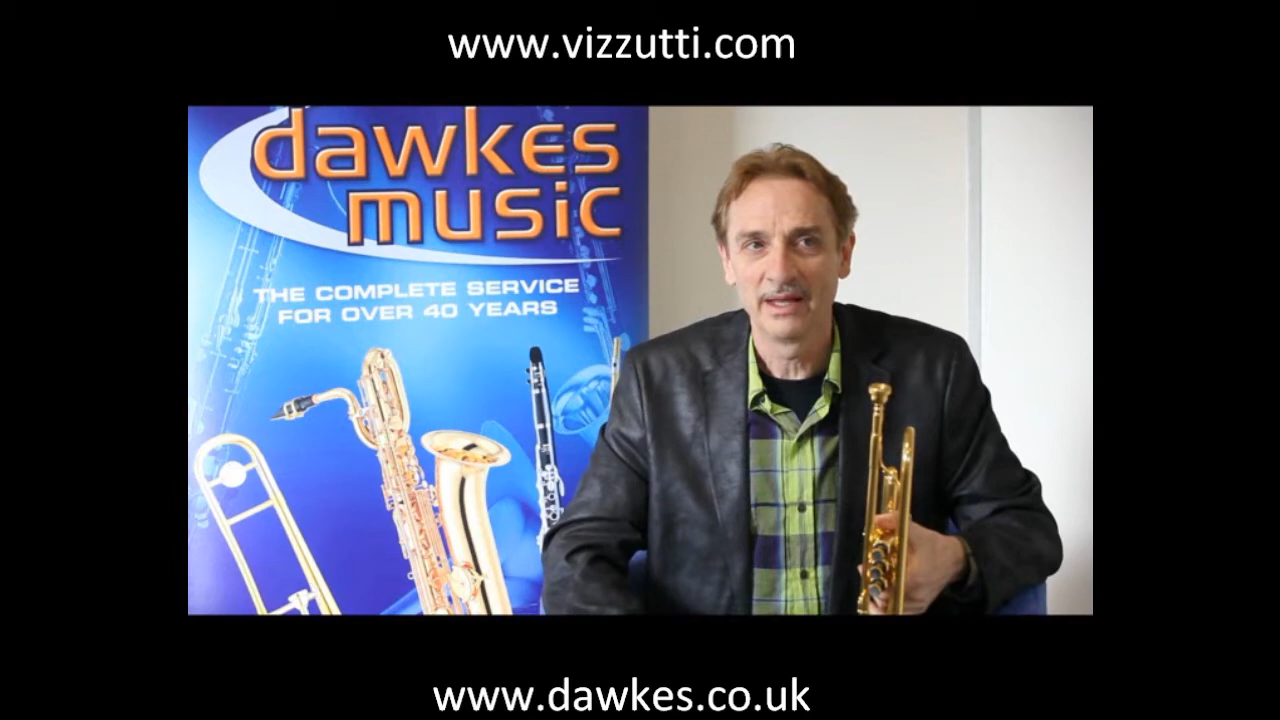 www.vizzutti.com
dawkes
music
THE COMPLETE SERVICE
FOR OVER 40 YEARS
www.dawkes.co.uk